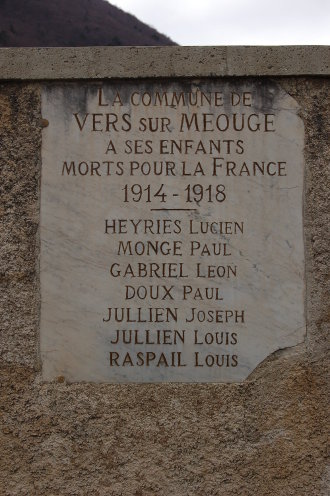 LA COMMUNE DE
VERS SUR MEOUGE
A SES ENFANTS
MORTS POUR LA FRANCE
1914-1918
HEYRIES LUCIEN
MONGE PAUL
GABRIEL LEON
DOUX PAUL
JULLIEN JOSEPH
JULLIEN LOUIS
RASPAIL LOUIS